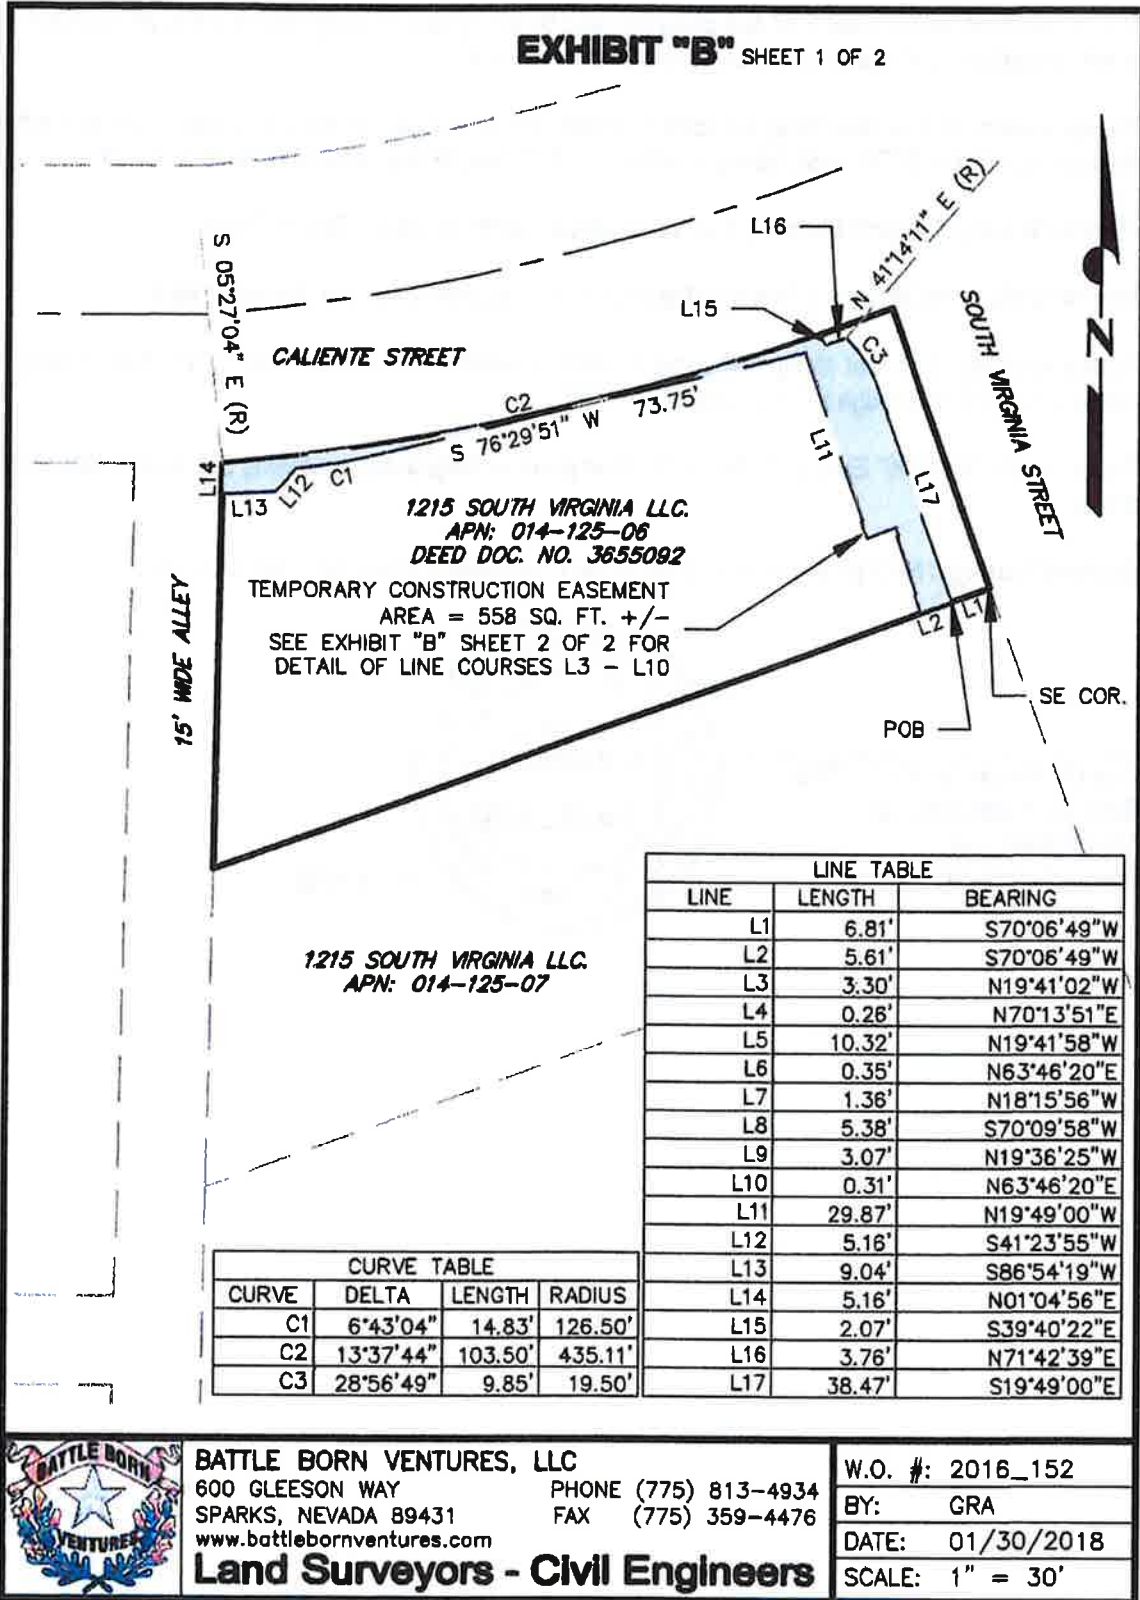 EXHIBIT "B" SHEET 1 OF 2
S 05°27'04" E (R)
CALIENTE STREET
L16
N 41°14'11" E (R)
L15
C3
SOUTH VIRGINIA STREET
N
C2
S 76°29'51" W 73.75'
L11
L17
L14
L13
L12
C1
1215 SOUTH VIRGINIA LLC.
APN: 014-125-06
DEED DOC. NO. 3655092
TEMPORARY CONSTRUCTION EASEMENT
AREA = 558 SQ. FT. +/-
SEE EXHIBIT "B" SHEET 2 OF 2 FOR
DETAIL OF LINE COURSES L3 - L10
L2
L1
SE COR.
POB
15' WIDE ALLEY
1215 SOUTH VIRGINIA LLC.
APN: 014-125-07
LINE TABLE
LINE LENGTH BEARING
L1 6.81' S70°06'49"W
L2 5.61' S70°06'49"W
L3 3.30' N19°41'02"W
L4 0.26' N70°13'51"E
L5 10.32' N19°41'58"W
L6 0.35' N63°46'20"E
L7 1.36' N18°15'56"W
L8 5.38' S70°09'58"W
L9 3.07' N19°36'25"W
L10 0.31' N63°46'20"E
L11 29.87' N19°49'00"W
L12 5.16' S41°23'55"W
L13 9.04' S86°54'19"W
L14 5.16' N01°04'56"E
L15 2.07' S39°40'22"E
L16 3.76' N71°42'39"E
L17 38.47' S19°49'00"E
CURVE TABLE
CURVE DELTA LENGTH RADIUS
C1 6°43'04" 14.83' 126.50'
C2 13°37'44" 103.50' 435.11'
C3 28°56'49" 9.85' 19.50'
BATTLE BORN
VENTURES
BATTLE BORN VENTURES, LLC
600 GLEESON WAY PHONE (775) 813-4934
SPARKS, NEVADA 89431 FAX (775) 359-4476
www.battlebornventures.com
Land Surveyors - Civil Engineers
W.O. #: 2016_152
BY: GRA
DATE: 01/30/2018
SCALE: 1" = 30'